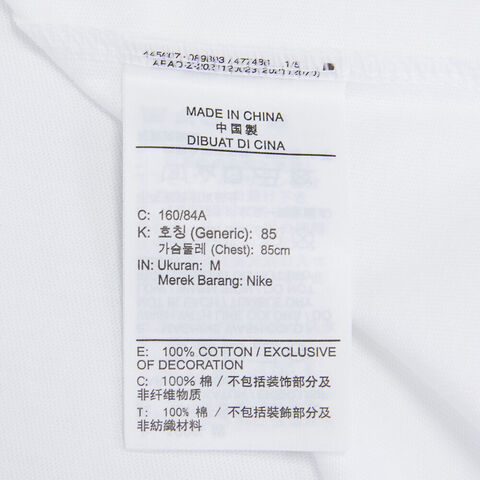 MADE IN CHINA
中国製
DIBUAT DI CINA
C: 160/84A
K: 호칭 (Generic): 85
가슴둘레 (Chest): 85cm
IN: Ukuran: M
Merek Barang: Nike
E: 100% COTTON / EXCLUSIVE
OF DECORATION
C: 100% 棉 / 不包括装饰部分及
非纤维物质
T: 100% 棉 / 不包括裝飾部分及
非紡織材料